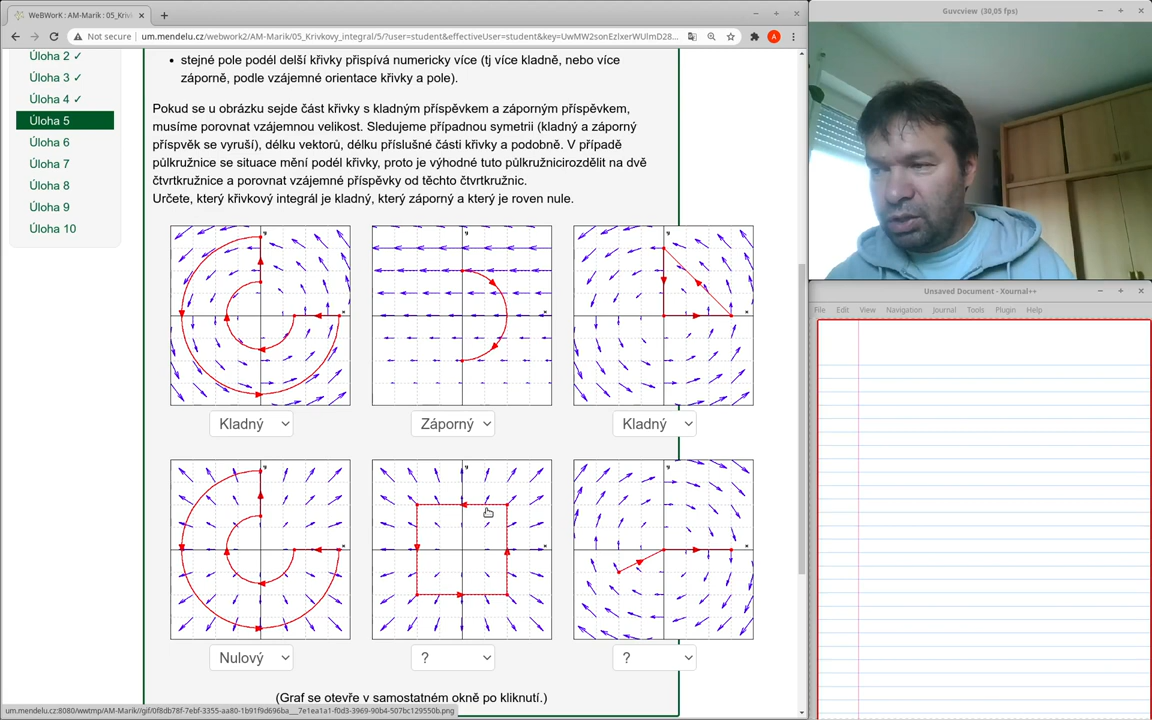 WeBWorK : AM-Marik : 05_Krivk
Guvcview (30,05 fps)
Not secure
um.mendelu.cz/webwork2/AM-Marik/05_Krivkovy_integral/5/?user=student&effectiveUser=student&key=UwMW2sonEzlxerWUlmD28...
Úloha 2 ✓
Úloha 3 ✓
Úloha 4 ✓
Úloha 5
Úloha 6
Úloha 7
Úloha 8
Úloha 9
Úloha 10
stejné pole podél delší křivky přispívá numericky více (tj více kladně, nebo více
záporně, podle vzájemné orientace křivky a pole).
Pokud se u obrázku sejde část křivky s kladným příspěvkem a záporným příspěvkem,
musíme porovnat vzájemnou velikost. Sledujeme případnou symetrii (kladný a záporný
příspvěk se vyruší), délku vektorů, délku příslušné části křivky a podobně. V případě
půlkružnice se situace mění podél křivky, proto je výhodné tuto půlkružnicirozdělit na dvě
čtvrtkružnice a porovnat vzájemné příspěvky od těchto čtvrtkružnic.
Určete, který křivkový integrál je kladný, který záporný a který je roven nule.
y y y
x x x
Kladný Záporný Kladný
y y y
x x x
Nulový ? ?
(Graf se otevře v samostatném okně po kliknutí.)
Unsaved Document - Xournal++
File Edit View Navigation Journal Tools Plugin Help